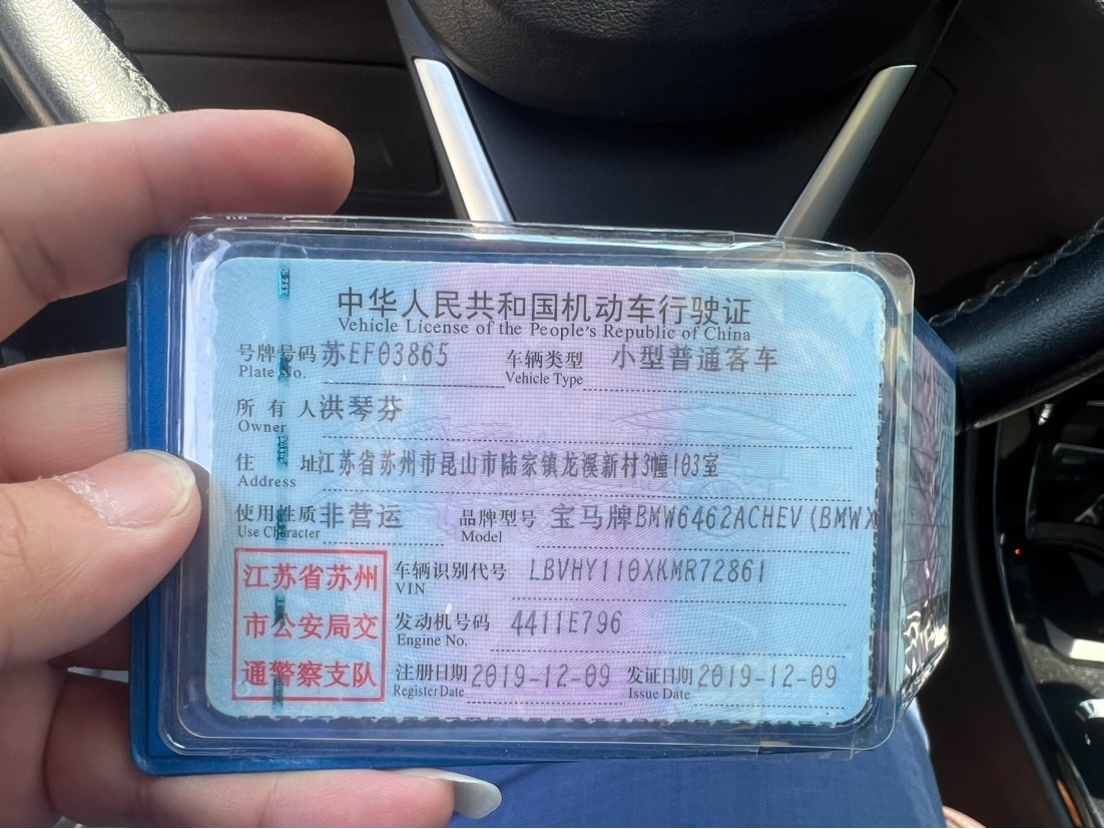 中华人民共和国机动车行驶证
Vehicle License of the People's Republic of China
号牌号码 苏EF03865 车辆类型 小型普通客车
Plate No. Vehicle Type
所有人 洪琴芬
Owner
住址 江苏省苏州市昆山市陆家镇龙溪新村3幢103室
Address
使用性质 非营运 品牌型号 宝马牌BMW6462ACHEV(BMWX
Use Character Model
江苏省苏州
市公安局交
通警察支队
车辆识别代号 LBVHY110XKMR72861
VIN
发动机号码 4411E796
Engine No.
注册日期 2019-12-09 发证日期 2019-12-09
Register Date Issue Date